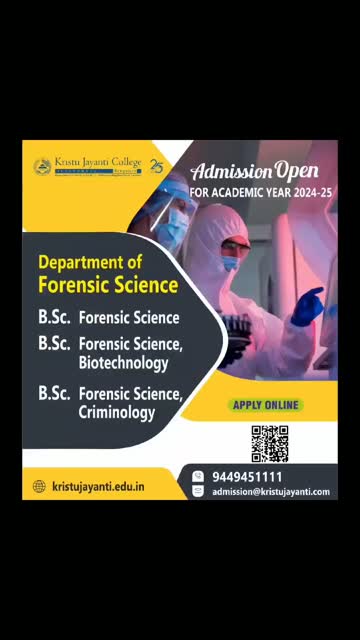 Kristu Jayanti College
25
Admission Open
FOR ACADEMIC YEAR 2024-25
Department of
Forensic Science
B.Sc. Forensic Science
B.Sc. Forensic Science,
Biotechnology
B.Sc. Forensic Science,
Criminology
APPLY ONLINE
9449451111
kristujayanti.edu.in
admission@kristujayanti.com